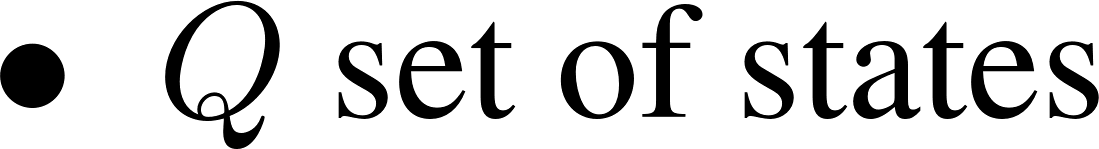 • Q set of states